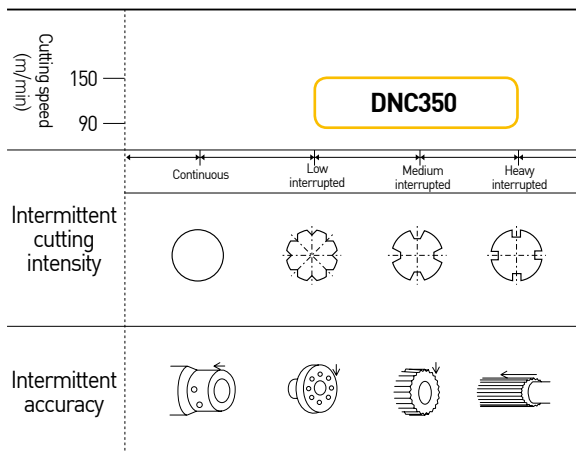 Cutting speed
(m/min)
150
90
DNC350
Continuous
Low
interrupted
Medium
interrupted
Heavy
interrupted
Intermittent
cutting
intensity
Intermittent
accuracy